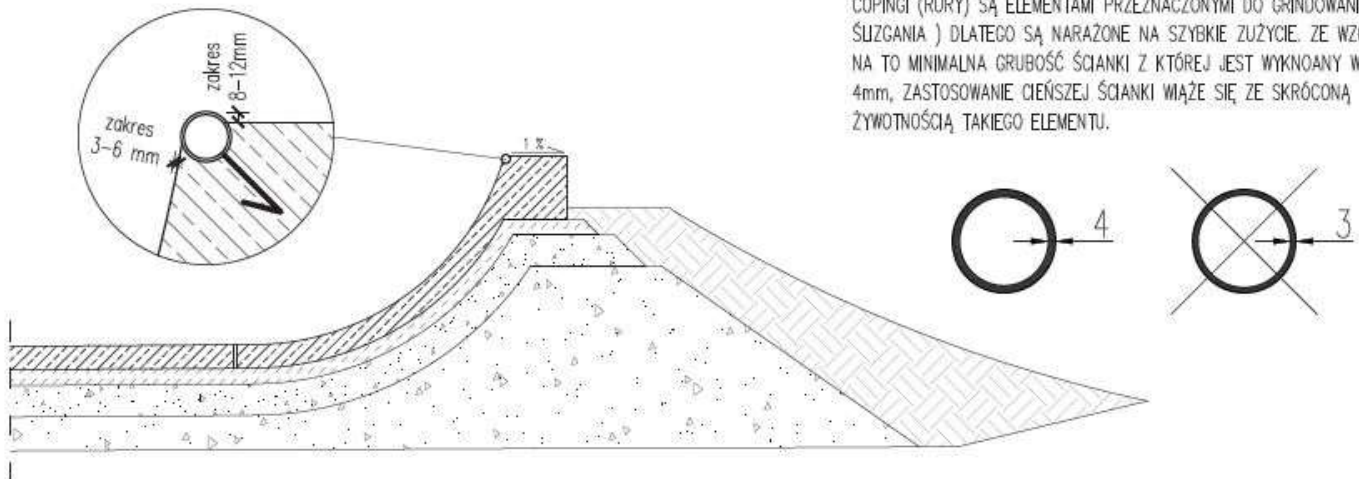 COPINGI (RURY) SĄ ELEMENTAMI PRZEZNACZONYMI DO GRINDOWANI
ŚLIZGANIA ) DLATEGO SĄ NARAŻONE NA SZYBKIE ZUŻYCIE. ZE WZG
NA TO MINIMALNA GRUBOŚĆ ŚCIANKI Z KTÓREJ JEST WYKNOANY W
4mm, ZASTOSOWANIE CIEŃSZEJ ŚCIANKI WIĄŻE SIĘ ZE SKRÓCONĄ
ŻYWOTNOŚCIĄ TAKIEGO ELEMENTU.
zakres
8-12mm
zakres
3-6 mm
1 %
4
3